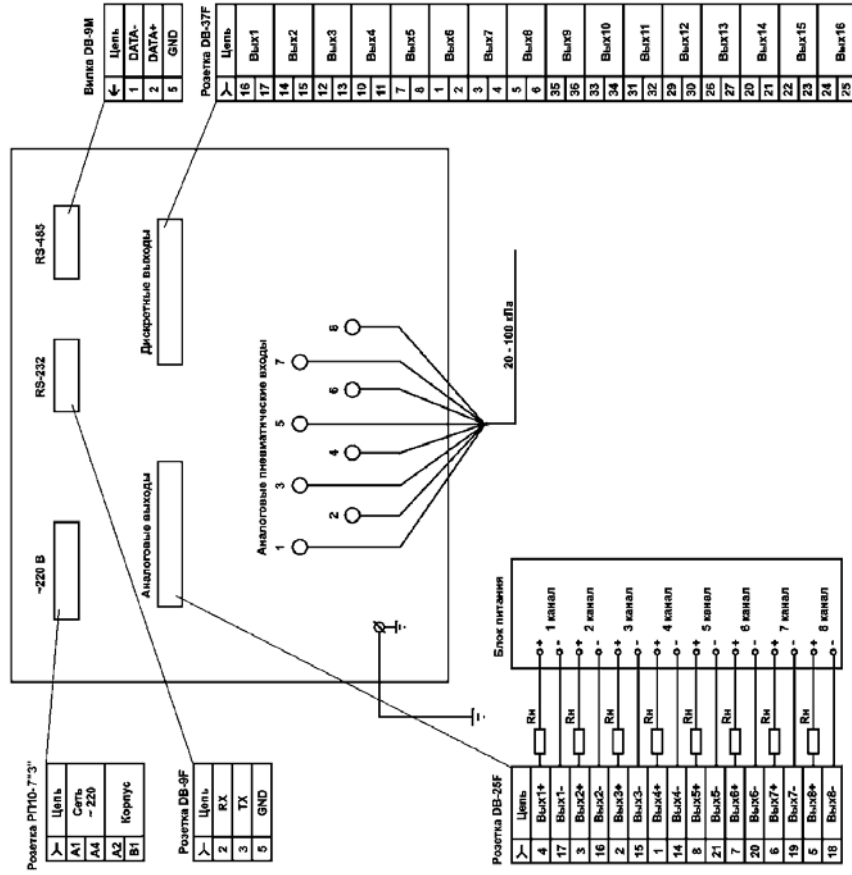 ~220 В
RS-232
RS-485
Аналоговые выходы
Дискретные выходы
Аналоговые пневматические входы
1
2
3
4
5
6
7
8
20 - 100 кПа
Розетка РП10-7"3"
Цепь
A1
A4
Сеть
~ 220
A2
B1
Корпус
Розетка DB-9F
Цепь
2 RX
3 TX
5 GND
Розетка DB-25F
Цепь
4 Вых1+
17 Вых1-
3 Вых2+
16 Вых2-
2 Вых3+
15 Вых3-
1 Вых4+
14 Вых4-
8 Вых5+
21 Вых5-
7 Вых6+
20 Вых6-
6 Вых7+
19 Вых7-
5 Вых8+
18 Вых8-
Rн
Rн
Rн
Rн
Rн
Rн
Rн
Rн
Блок питания
+ 1 канал
-
+ 2 канал
-
+ 3 канал
-
+ 4 канал
-
+ 5 канал
-
+ 6 канал
-
+ 7 канал
-
+ 8 канал
-
Вилка DB-9M
Цепь
1 DATA-
2 DATA+
5 GND
Розетка DB-37F
Цепь
16
17
Вых1
14
15
Вых2
12
13
Вых3
10
11
Вых4
7
8
Вых5
1
2
Вых6
3
4
Вых7
5
6
Вых8
35
36
Вых9
33
34
Вых10
31
32
Вых11
29
30
Вых12
26
27
Вых13
20
21
Вых14
22
23
Вых15
24
25
Вых16